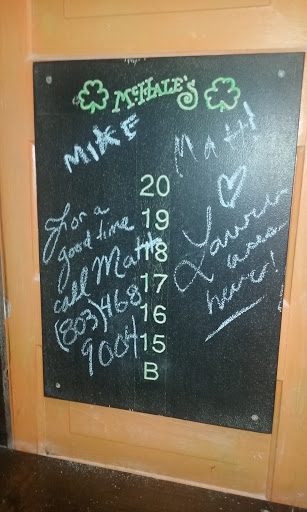 McHALE'S
MIKE
Matt!
20
19
18
17
16
15
B
For a
good time
call Matt
(803) 468
9004
Lauren
was
here!